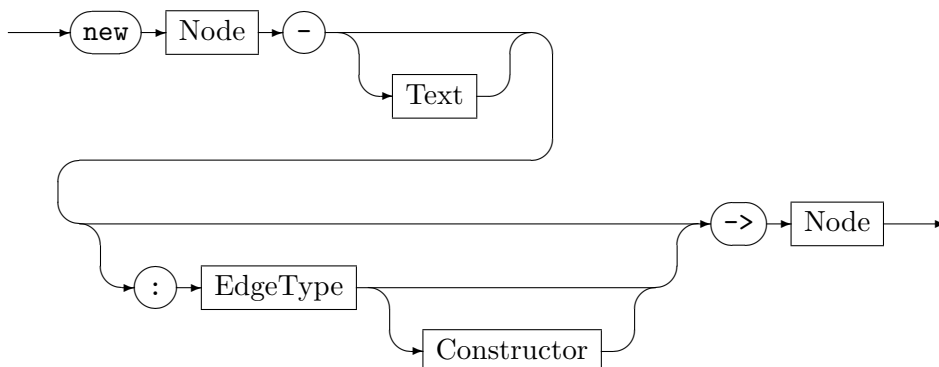 new Node -
Text
-> Node
: EdgeType
Constructor